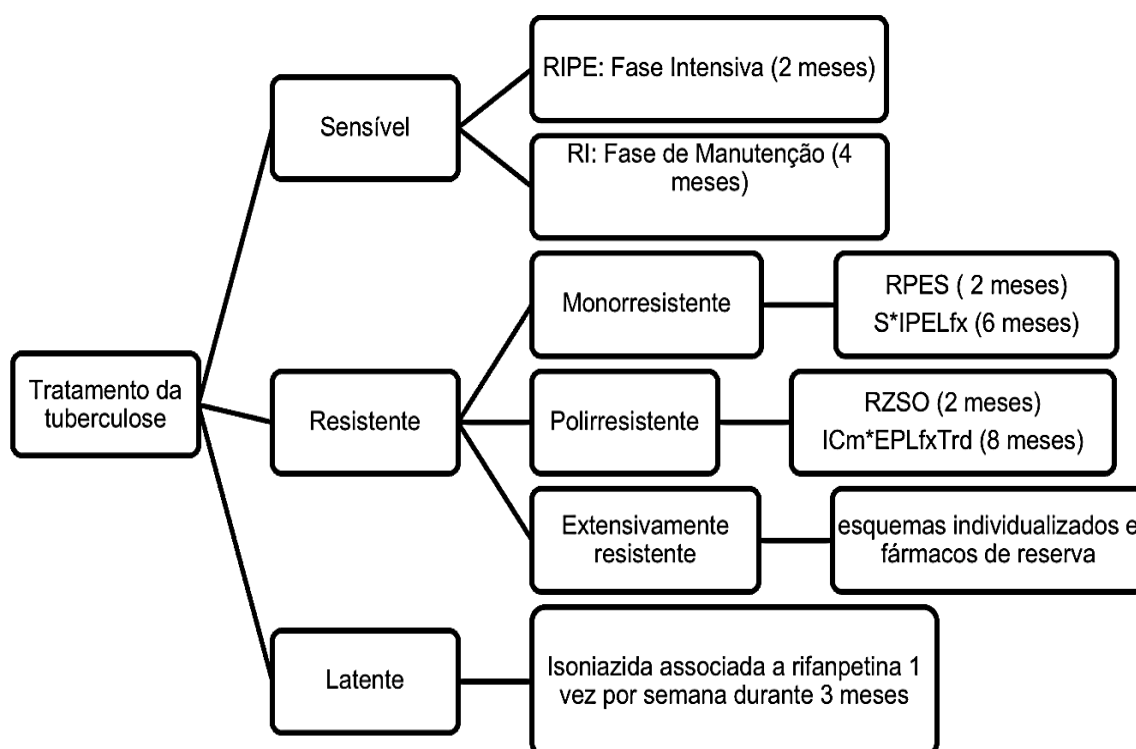 RIPE: Fase Intensiva (2 meses)
Sensível
RI: Fase de Manutenção (4
meses)
Monorresistente
RPES ( 2 meses)
S*IPELfx (6 meses)
Tratamento da
tuberculose
Resistente
Polirresistente
RZSO (2 meses)
ICm*EPLfxTrd (8 meses)
Extensivamente
resistente
esquemas individualizados e
fármacos de reserva
Latente
Isoniazida associada a rifanpetina 1
vez por semana durante 3 meses